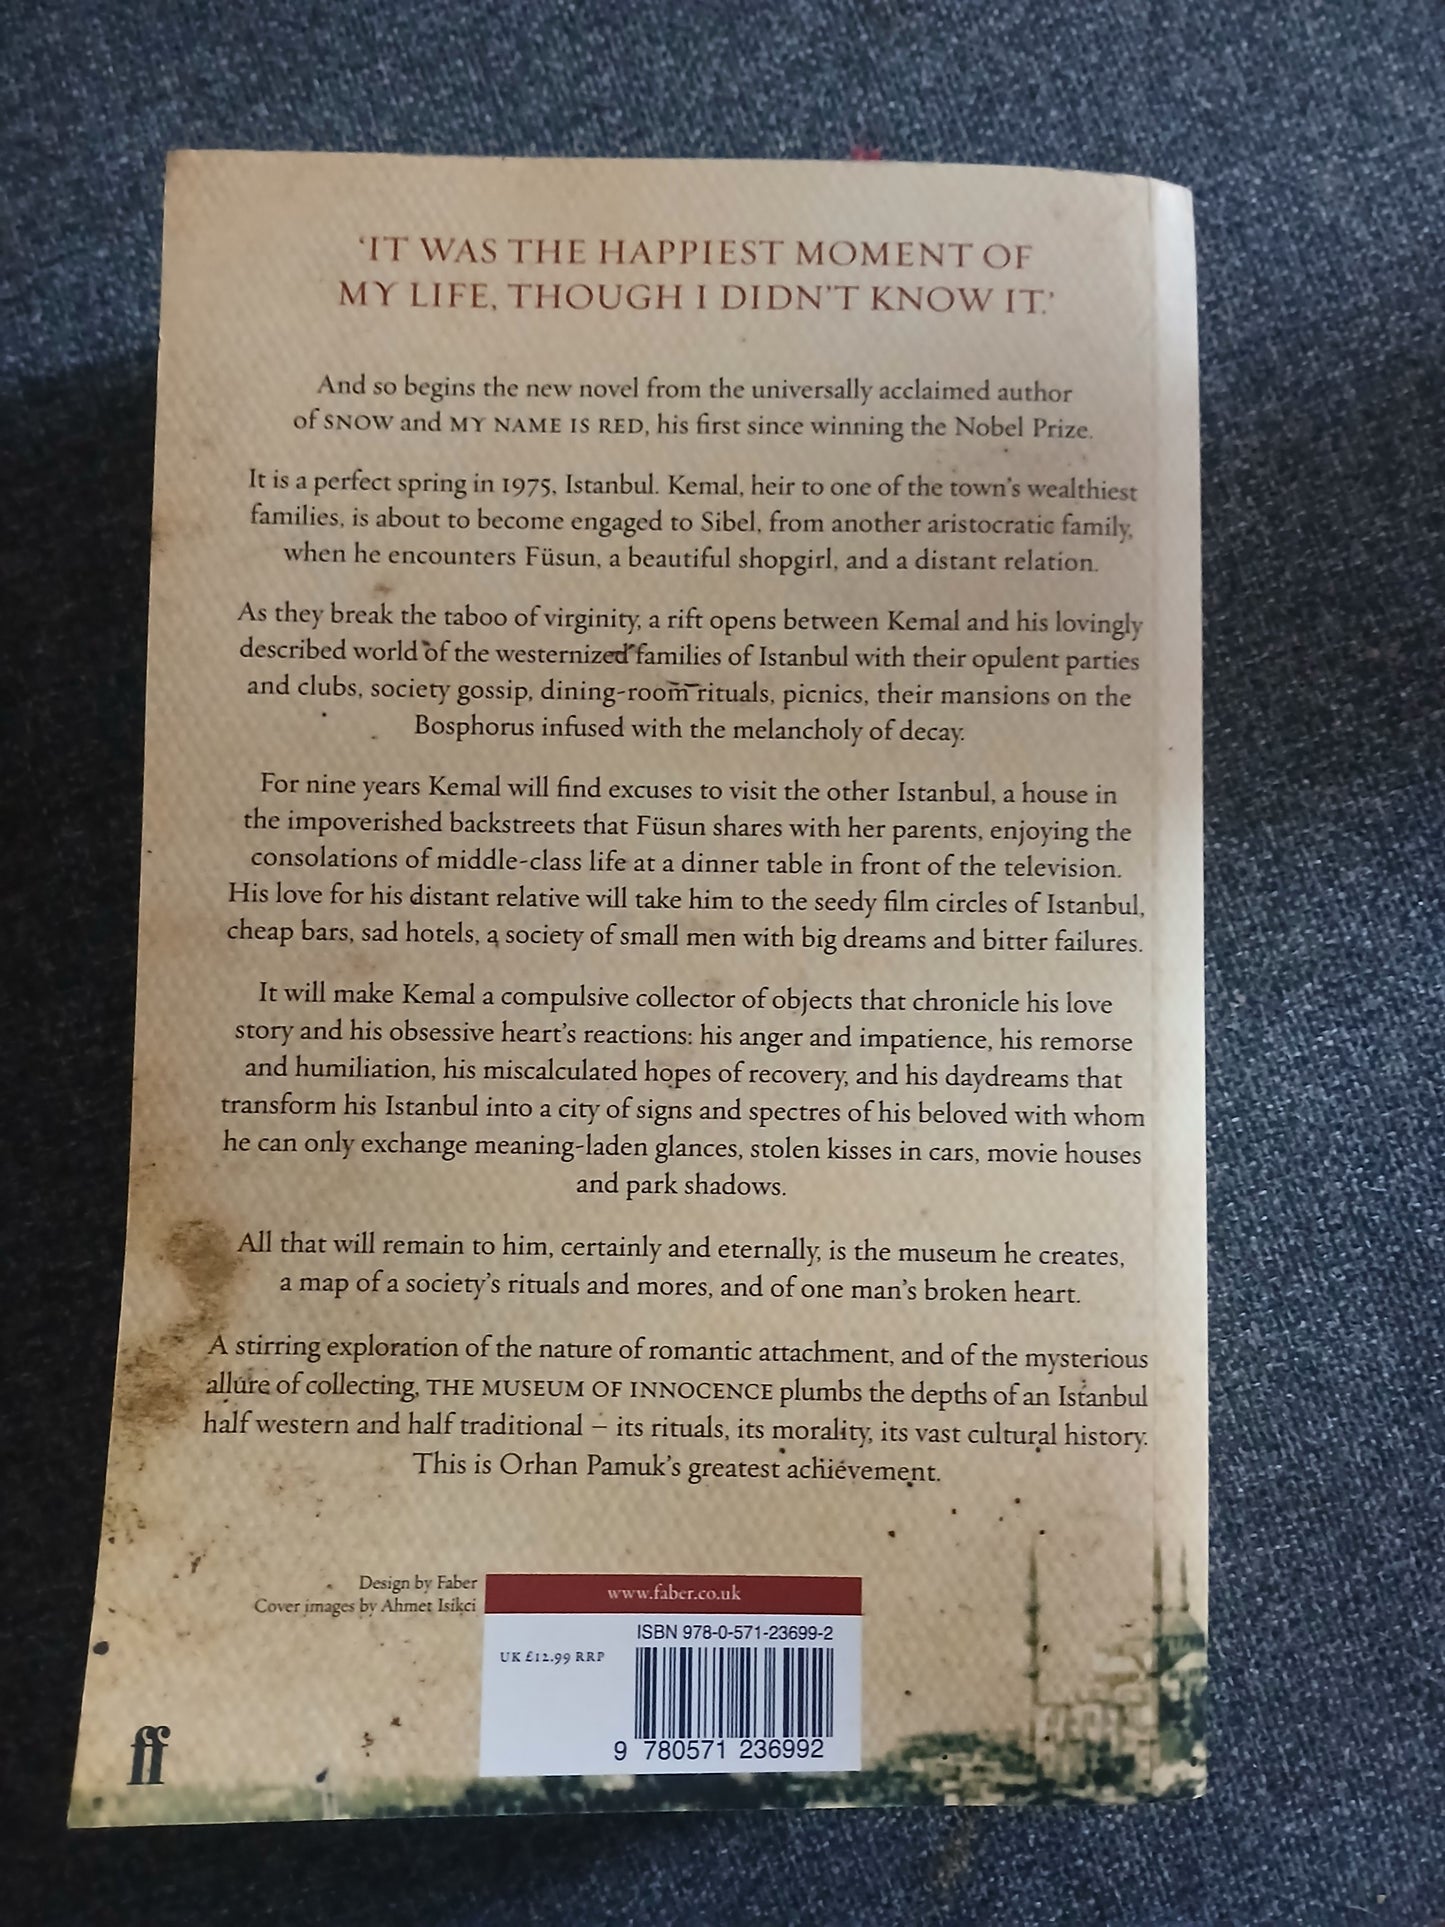 ‘IT WAS THE HAPPIEST MOMENT OF
MY LIFE, THOUGH I DIDN’T KNOW IT.’
And so begins the new novel from the universally acclaimed author
of SNOW and MY NAME IS RED, his first since winning the Nobel Prize.
It is a perfect spring in 1975, Istanbul. Kemal, heir to one of the town’s wealthiest
families, is about to become engaged to Sibel, from another aristocratic family,
when he encounters Füsun, a beautiful shopgirl, and a distant relation.
As they break the taboo of virginity, a rift opens between Kemal and his lovingly
described world of the westernized families of Istanbul with their opulent parties
and clubs, society gossip, dining-room rituals, picnics, their mansions on the
Bosphorus infused with the melancholy of decay.
For nine years Kemal will find excuses to visit the other Istanbul, a house in
the impoverished backstreets that Füsun shares with her parents, enjoying the
consolations of middle-class life at a dinner table in front of the television.
His love for his distant relative will take him to the seedy film circles of Istanbul,
cheap bars, sad hotels, a society of small men with big dreams and bitter failures.
It will make Kemal a compulsive collector of objects that chronicle his love
story and his obsessive heart’s reactions: his anger and impatience, his remorse
and humiliation, his miscalculated hopes of recovery, and his daydreams that
transform his Istanbul into a city of signs and spectres of his beloved with whom
he can only exchange meaning-laden glances, stolen kisses in cars, movie houses
and park shadows.
All that will remain to him, certainly and eternally, is the museum he creates,
a map of a society’s rituals and mores, and of one man’s broken heart.
A stirring exploration of the nature of romantic attachment, and of the mysterious
allure of collecting, THE MUSEUM OF INNOCENCE plumbs the depths of an Istanbul
half western and half traditional – its rituals, its morality, its vast cultural history.
This is Orhan Pamuk’s greatest achievement.
Design by Faber
Cover images by Ahmet Isikci
www.faber.co.uk
ISBN 978-0-571-23699-2
UK £12.99 RRP
9 780571 236992
ff